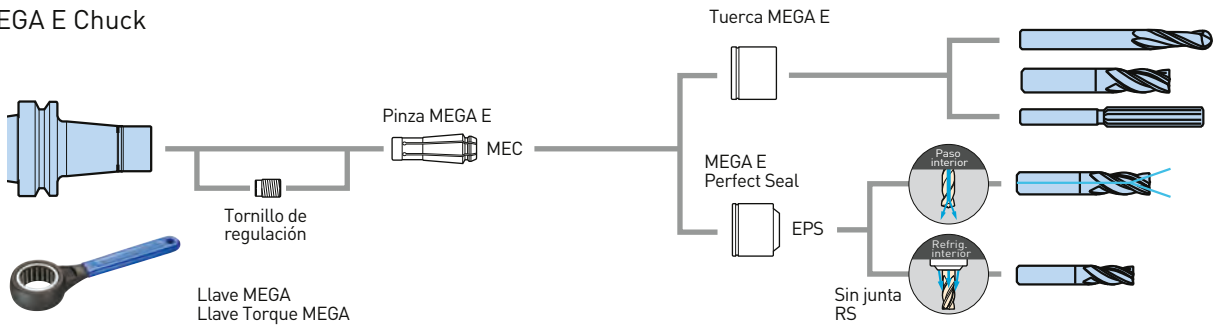 EGA E Chuck
Tuerca MEGA E
Pinza MEGA E
MEC
Tornillo de
regulación
MEGA E
Perfect Seal
EPS
Paso
interior
Refrig.
interior
Sin junta
RS
Llave MEGA
Llave Torque MEGA